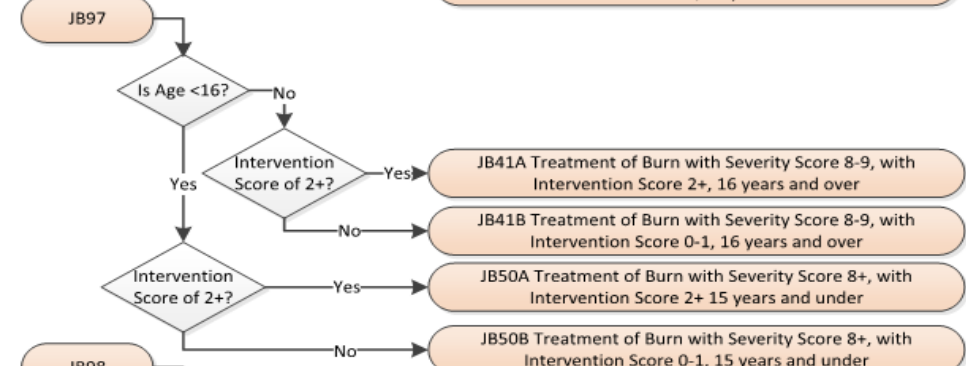 JB97
Is Age <16?
No
Intervention
Score of 2+?
Yes
JB41A Treatment of Burn with Severity Score 8-9, with
Intervention Score 2+, 16 years and over
Yes
No
JB41B Treatment of Burn with Severity Score 8-9, with
Intervention Score 0-1, 16 years and over
Intervention
Score of 2+?
Yes
JB50A Treatment of Burn with Severity Score 8+, with
Intervention Score 2+ 15 years and under
No
JB50B Treatment of Burn with Severity Score 8+, with
Intervention Score 0-1, 15 years and under
JB98